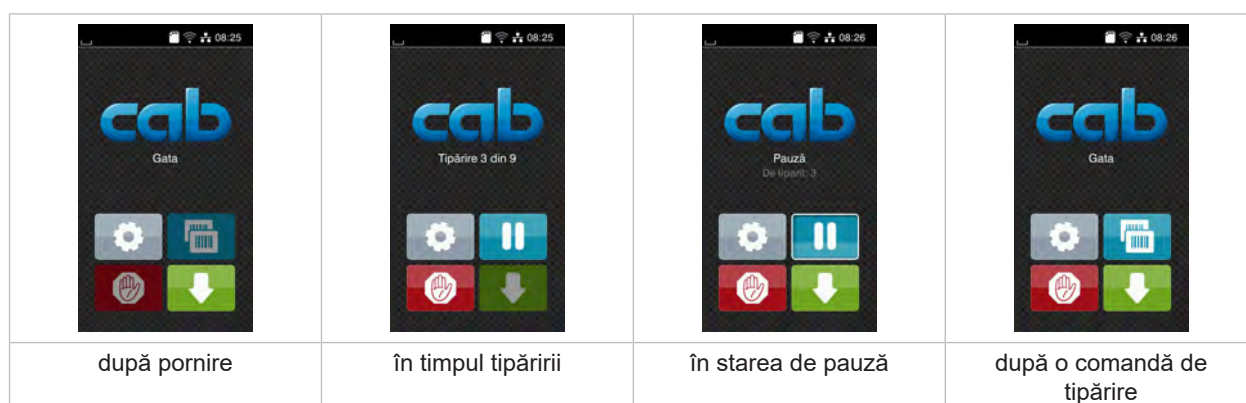 08:25
cab
Gata
08:25
cab
Tipărire 3 din 9
08:26
cab
Pauză
De tipărit: 3
08:26
cab
Gata
după pornire
în timpul tipăririi
în starea de pauză
după o comandă de
tipărire